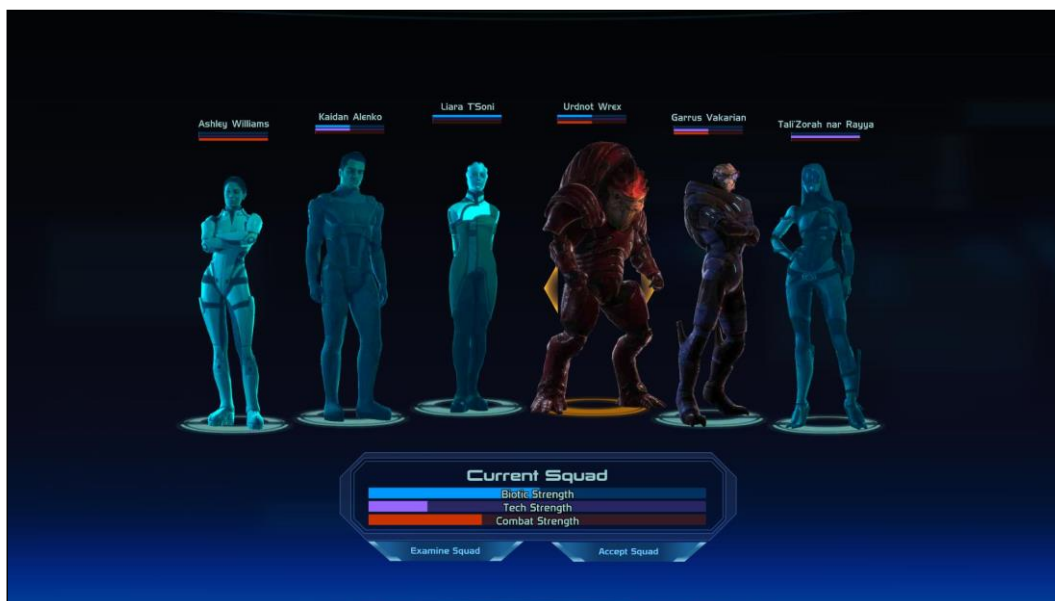 Ashley Williams
Kaidan Alenko
Liara T'Soni
Urdnot Wrex
Garrus Vakarian
Tali'Zorah nar Rayya
Current Squad
Biotic Strength
Tech Strength
Combat Strength
Examine Squad
Accept Squad